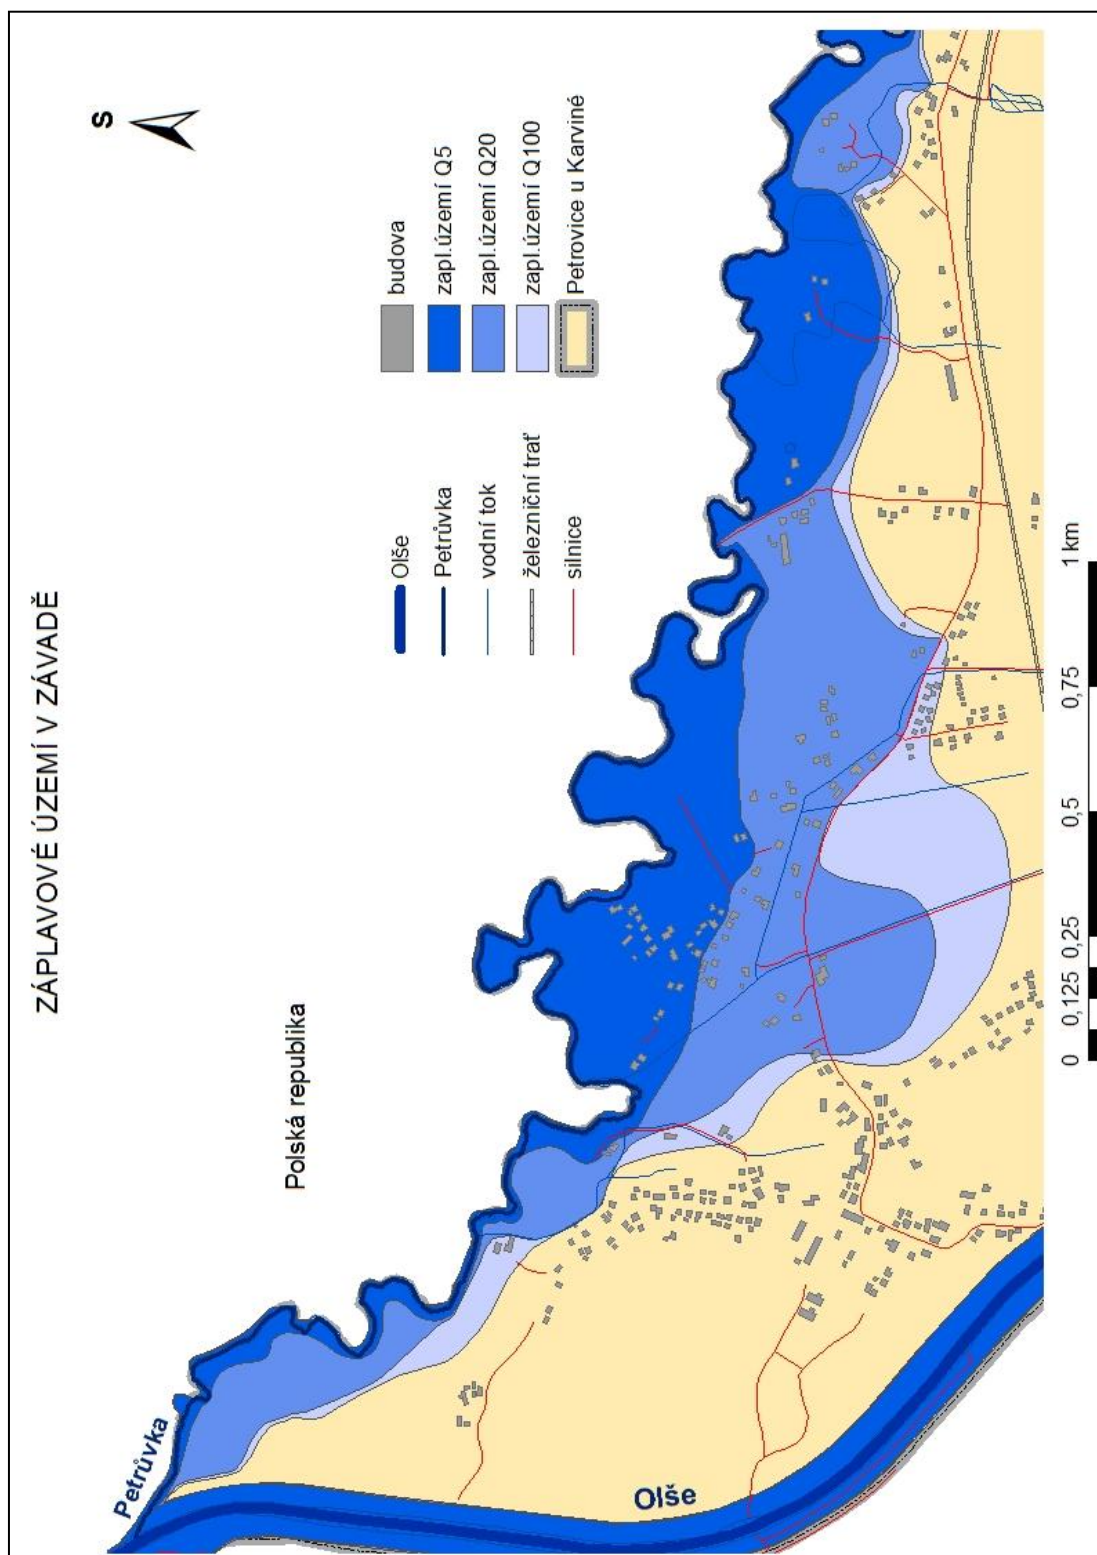 ZÁPLAVOVÉ ÚZEMÍ V ZÁVADĚ
S
Polská republika
Olše
Petrůvka
vodní tok
železniční trať
silnice
budova
zapl.území Q5
zapl.území Q20
zapl.území Q100
Petrovice u Karviné
Petrůvka
Olše
0 0,125 0,25 0,5 0,75 1 km